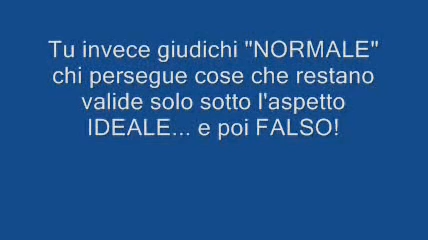 Tu invece giudichi "NORMALE"
chi persegue cose che restano
valide solo sotto l'aspetto
IDEALE... e poi FALSO!